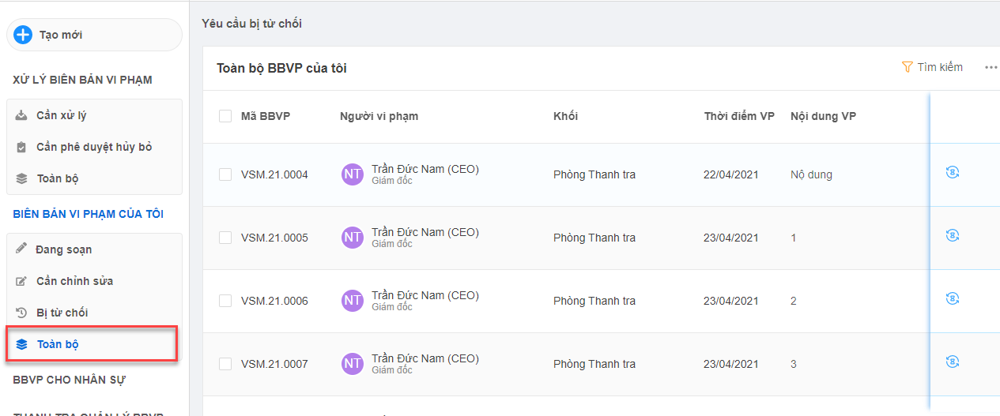 Tạo mới
XỬ LÝ BIÊN BẢN VI PHẠM
Cần xử lý
Cần phê duyệt hủy bỏ
Toàn bộ
BIÊN BẢN VI PHẠM CỦA TÔI
Đang soạn
Cần chỉnh sửa
Bị từ chối
Toàn bộ
BBVP CHO NHÂN SỰ
THANH TRA QUẢN LÝ BBVP
Yêu cầu bị từ chối
Toàn bộ BBVP của tôi
Tìm kiếm
Mã BBVP Người vi phạm Khối Thời điểm VP Nội dung VP
VSM.21.0004 NT Trần Đức Nam (CEO) Phòng Thanh tra 22/04/2021 Nộ dung
Giám đốc
VSM.21.0005 NT Trần Đức Nam (CEO) Phòng Thanh tra 23/04/2021 1
Giám đốc
VSM.21.0006 NT Trần Đức Nam (CEO) Phòng Thanh tra 23/04/2021 2
Giám đốc
VSM.21.0007 NT Trần Đức Nam (CEO) Phòng Thanh tra 23/04/2021 3
Giám đốc